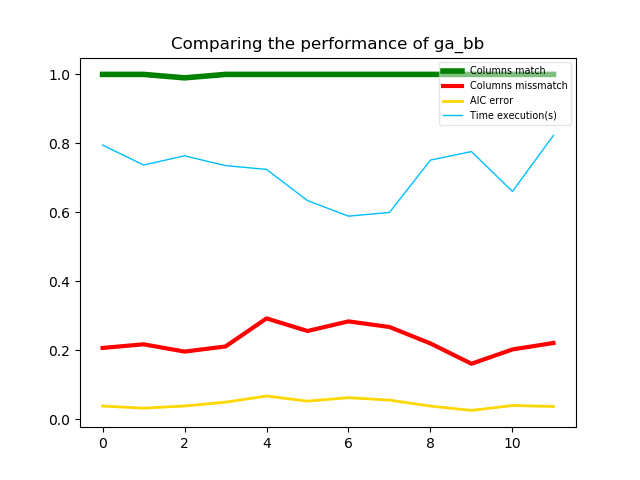 Comparing the performance of ga_bb
1.0
0.8
0.6
0.4
0.2
0.0
Columns match
Columns missmatch
AIC error
Time execution(s)
0 2 4 6 8 10